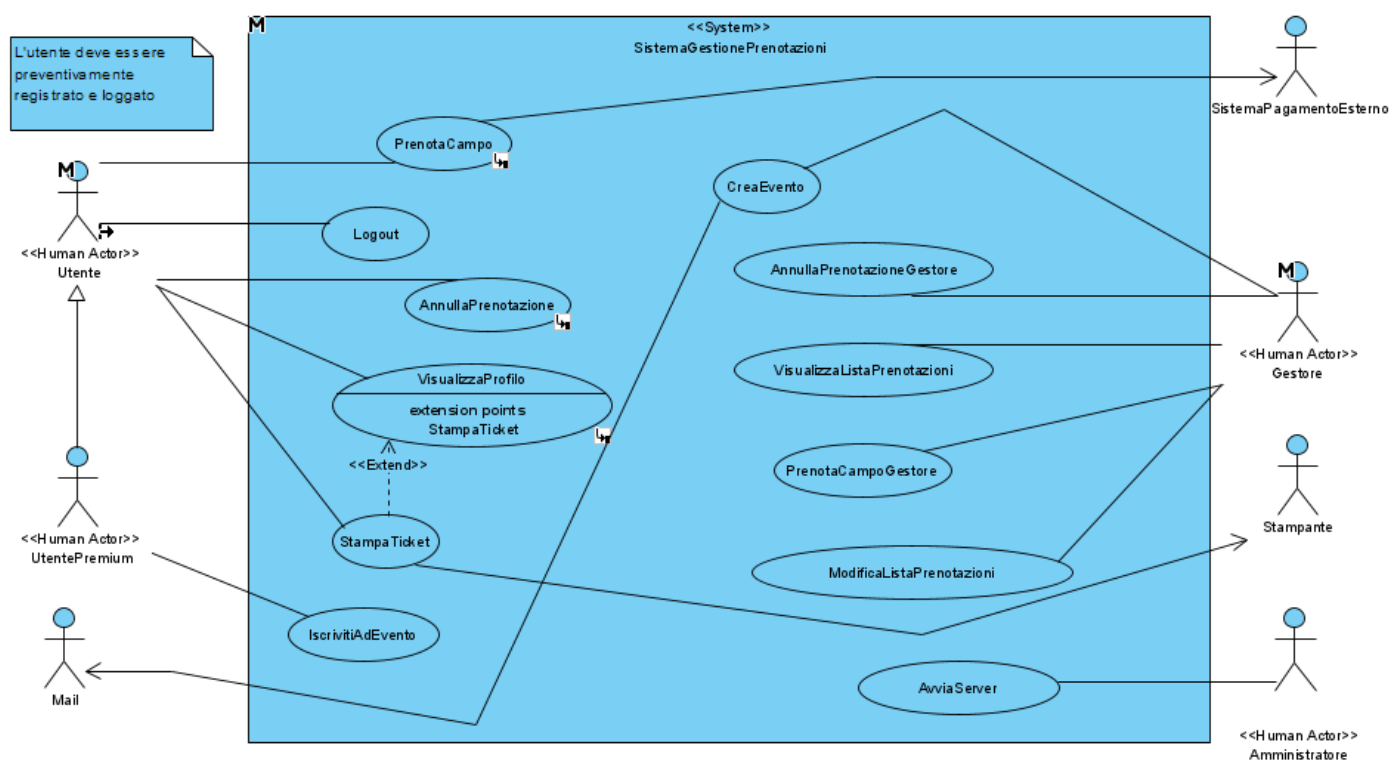 <<System>>
SistemaGestionePrenotazioni
L'utente deve essere
preventivamente
registrato e loggato
SistemaPagamentoEsterno
PrenotaCampo
M
M
CreaEvento
Logout
<<Human Actor>>
Utente
AnnullaPrenotazioneGestore
M
AnnullaPrenotazione
<<Human Actor>>
Gestore
VisualizzaListaPrenotazioni
VisualizzaProfilo
extension points
StampaTicket
<<Extend>>
PrenotaCampoGestore
Stampante
<<Human Actor>>
UtentePremium
StampaTicket
ModificaListaPrenotazioni
IscrivitiAdEvento
Mail
AvviaServer
<<Human Actor>>
Amministratore